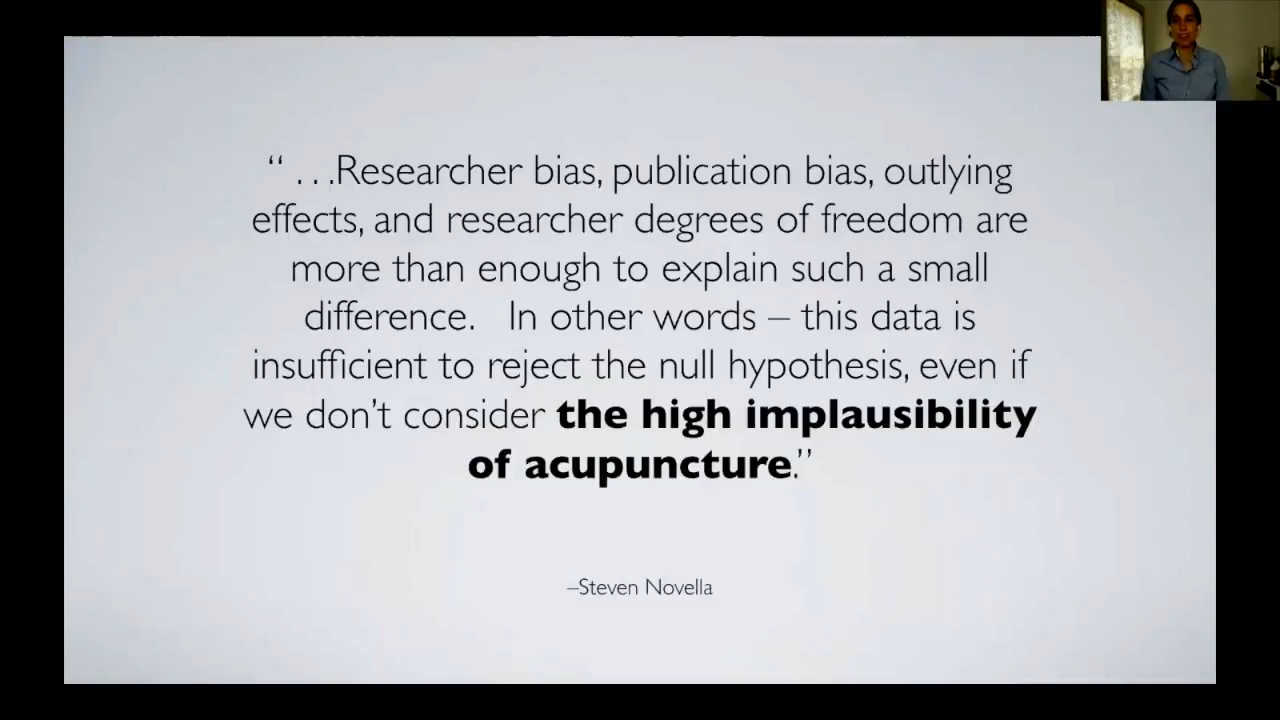 “ . . .Researcher bias, publication bias, outlying
effects, and researcher degrees of freedom are
more than enough to explain such a small
difference. In other words – this data is
insufficient to reject the null hypothesis, even if
we don’t consider the high implausibility
of acupuncture.”
–Steven Novella